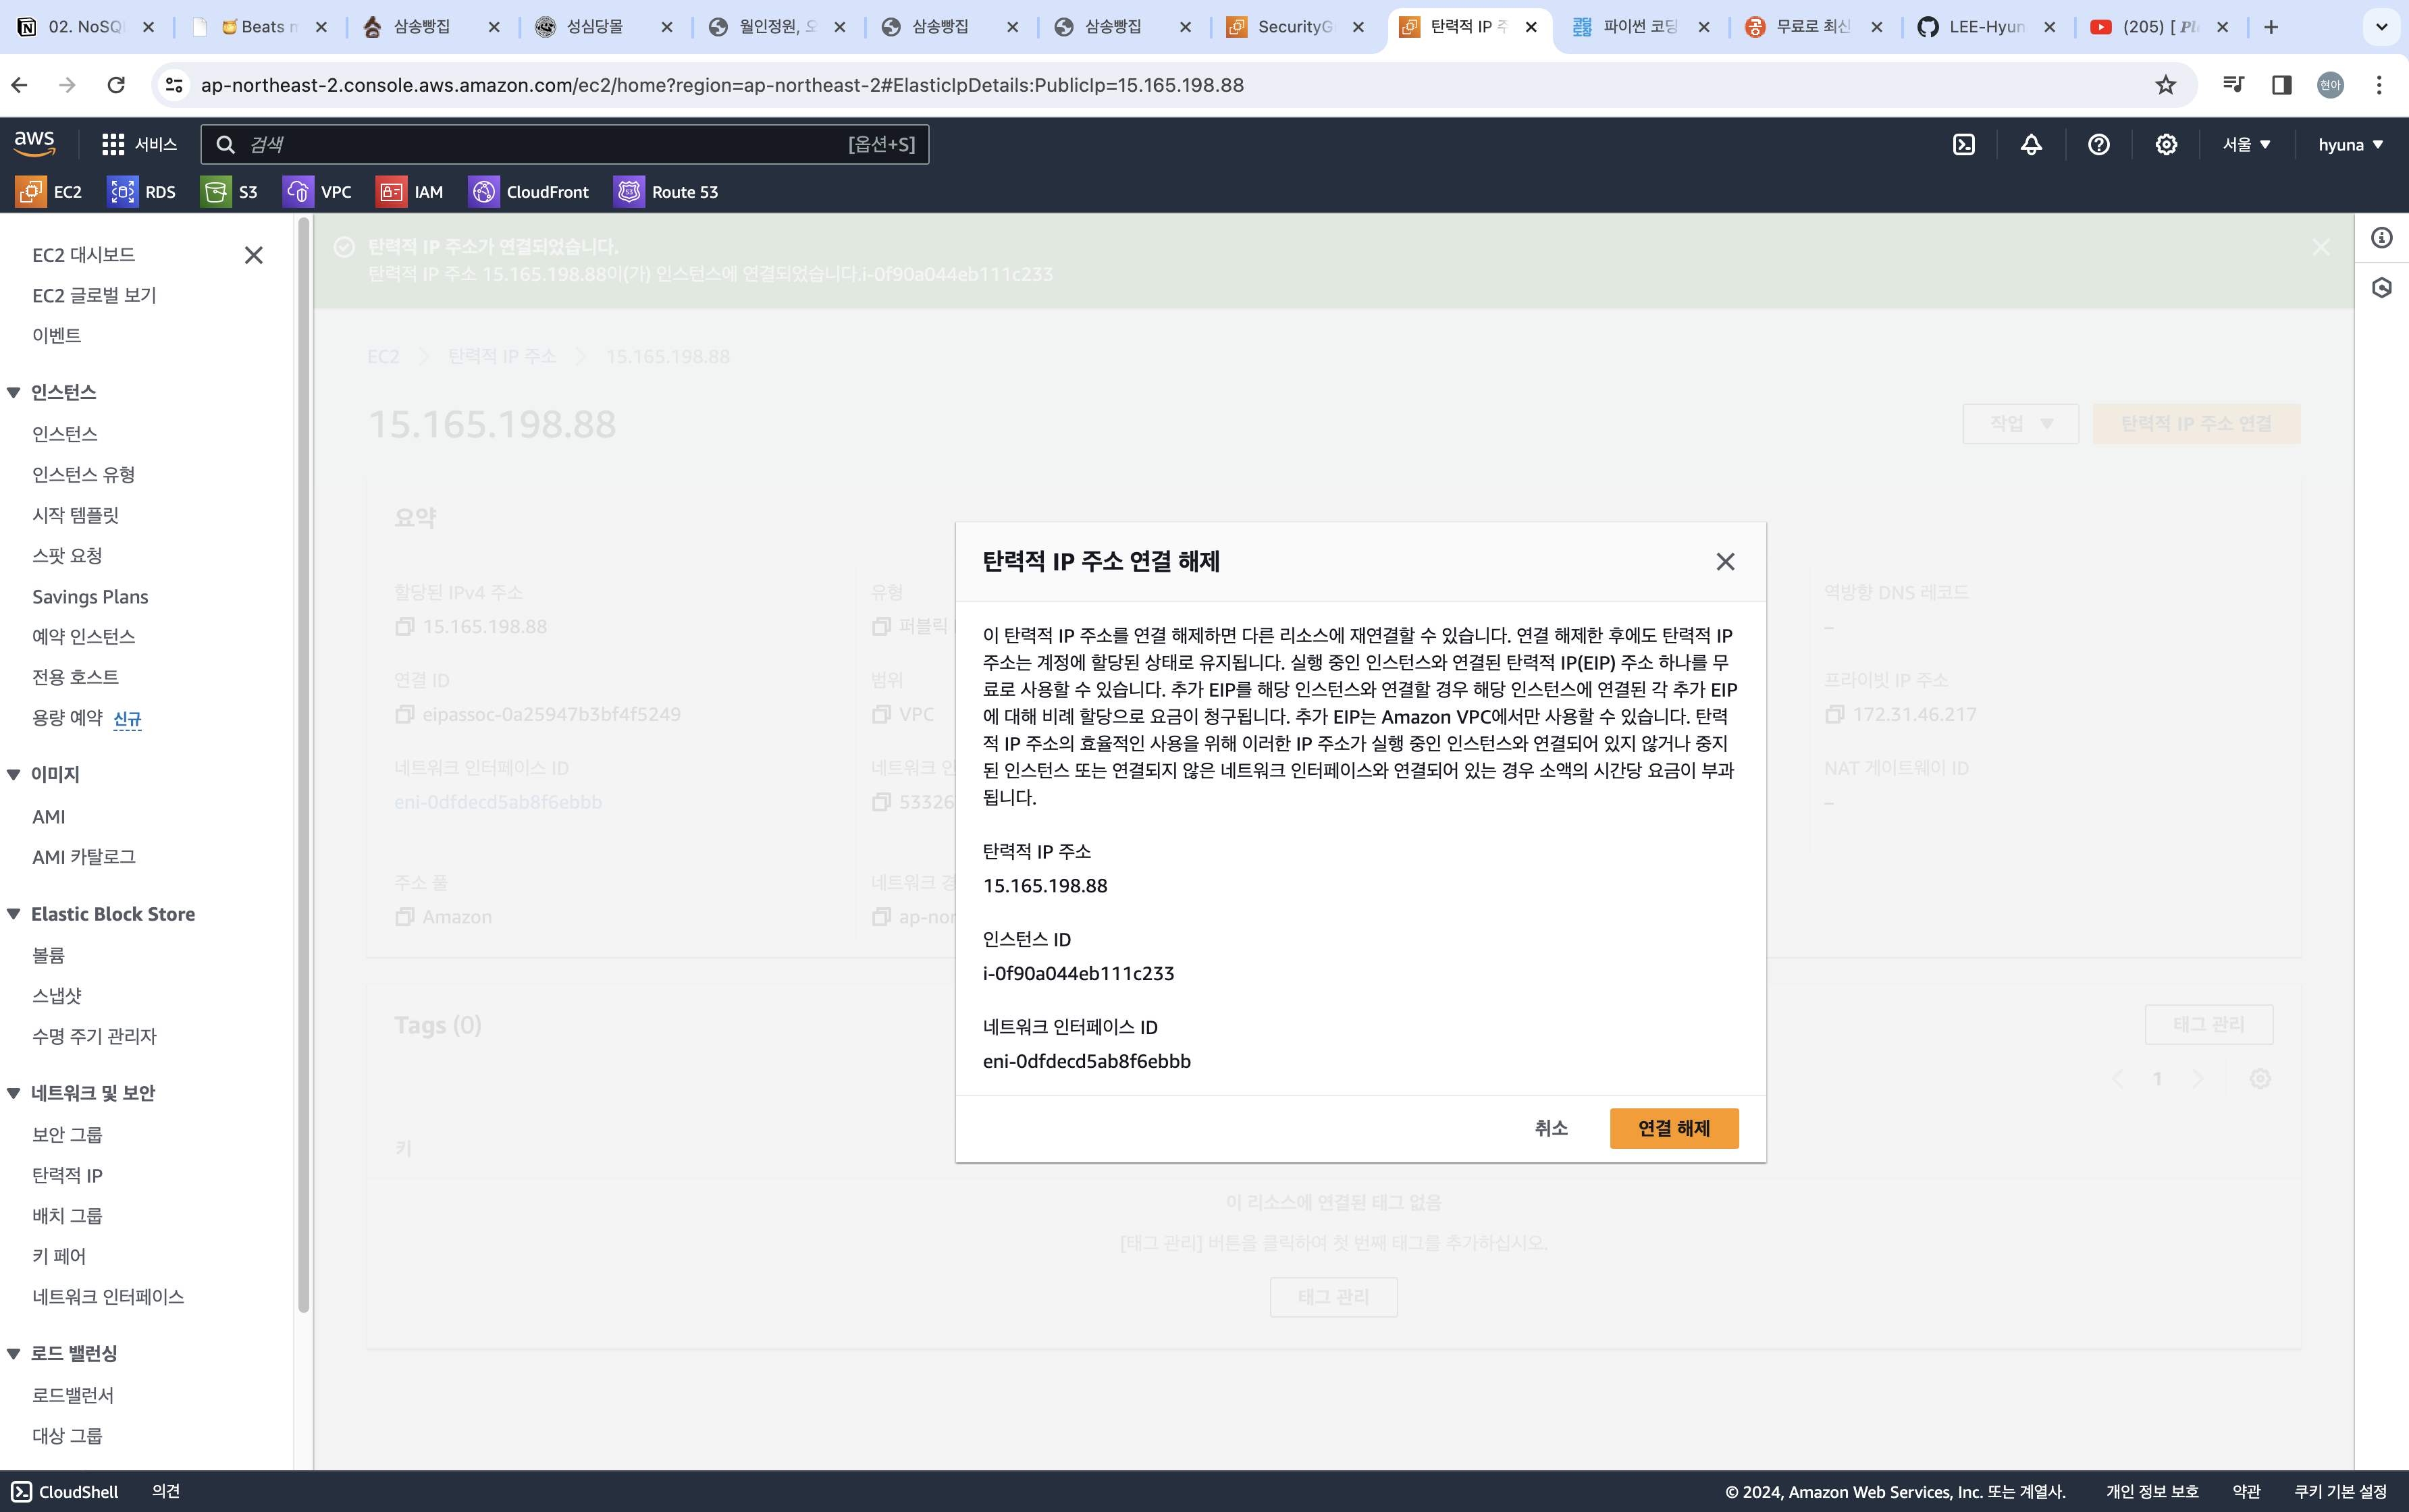 02. NoSQL
Beats n
삼송빵집
성심당몰
월인정원, 오
삼송빵집
삼송빵집
SecurityG
탄력적 IP 주
파이썬 코딩
무료로 최신
LEE-Hyun
(205) [ Pl
ap-northeast-2.console.aws.amazon.com/ec2/home?region=ap-northeast-2#ElasticIpDetails:PublicIp=15.165.198.88
현아
aws
서비스
검색
[옵션+S]
서울
hyuna
EC2
RDS
S3
VPC
IAM
CloudFront
Route 53
EC2 대시보드
EC2 글로벌 보기
이벤트
인스턴스
인스턴스
인스턴스 유형
시작 템플릿
스팟 요청
Savings Plans
예약 인스턴스
전용 호스트
용량 예약 신규
이미지
AMI
AMI 카탈로그
Elastic Block Store
볼륨
스냅샷
수명 주기 관리자
네트워크 및 보안
보안 그룹
탄력적 IP
배치 그룹
키 페어
네트워크 인터페이스
로드 밸런싱
로드밸런서
대상 그룹
탄력적 IP 주소가 연결되었습니다.
탄력적 IP 주소 15.165.198.88이(가) 인스턴스에 연결되었습니다.i-0f90a044eb111c233
EC2 탄력적 IP 주소 15.165.198.88
15.165.198.88
작업
탄력적 IP 주소 연결
요약
할당된 IPv4 주소
15.165.198.88
연결 ID
eipassoc-0a25947b3bf4f5249
네트워크 인터페이스 ID
eni-0dfdecd5ab8f6ebbb
주소 풀
Amazon
유형
퍼블릭
범위
VPC
네트워크 인
53326
네트워크 경
ap-nor
역방향 DNS 레코드
–
프라이빗 IP 주소
172.31.46.217
NAT 게이트웨이 ID
–
탄력적 IP 주소 연결 해제
이 탄력적 IP 주소를 연결 해제하면 다른 리소스에 재연결할 수 있습니다. 연결 해제한 후에도 탄력적 IP
주소는 계정에 할당된 상태로 유지됩니다. 실행 중인 인스턴스와 연결된 탄력적 IP(EIP) 주소 하나를 무
료로 사용할 수 있습니다. 추가 EIP를 해당 인스턴스와 연결할 경우 해당 인스턴스에 연결된 각 추가 EIP
에 대해 비례 할당으로 요금이 청구됩니다. 추가 EIP는 Amazon VPC에서만 사용할 수 있습니다. 탄력
적 IP 주소의 효율적인 사용을 위해 이러한 IP 주소가 실행 중인 인스턴스와 연결되어 있지 않거나 중지
된 인스턴스 또는 연결되지 않은 네트워크 인터페이스와 연결되어 있는 경우 소액의 시간당 요금이 부과
됩니다.
탄력적 IP 주소
15.165.198.88
인스턴스 ID
i-0f90a044eb111c233
네트워크 인터페이스 ID
eni-0dfdecd5ab8f6ebbb
취소
연결 해제
Tags (0)
태그 관리
1
키
이 리소스에 연결된 태그 없음
[태그 관리] 버튼을 클릭하여 첫 번째 태그를 추가하십시오.
태그 관리
CloudShell
의견
© 2024, Amazon Web Services, Inc. 또는 계열사.
개인 정보 보호
약관
쿠키 기본 설정